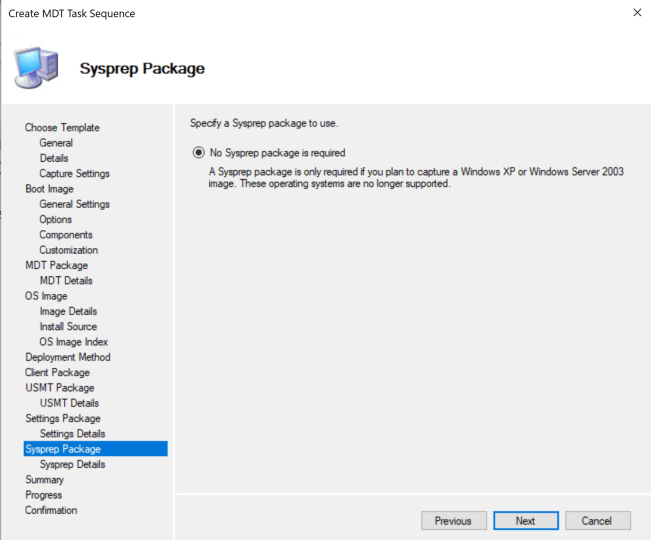 Create MDT Task Sequence
Sysprep Package
Choose Template
General
Details
Capture Settings
Boot Image
General Settings
Options
Components
Customization
MDT Package
MDT Details
OS Image
Image Details
Install Source
OS Image Index
Deployment Method
Client Package
USMT Package
USMT Details
Settings Package
Settings Details
Sysprep Package
Sysprep Details
Summary
Progress
Confirmation
Specify a Sysprep package to use.
No Sysprep package is required
A Sysprep package is only required if you plan to capture a Windows XP or Windows Server 2003
image. These operating systems are no longer supported.
Previous
Next
Cancel